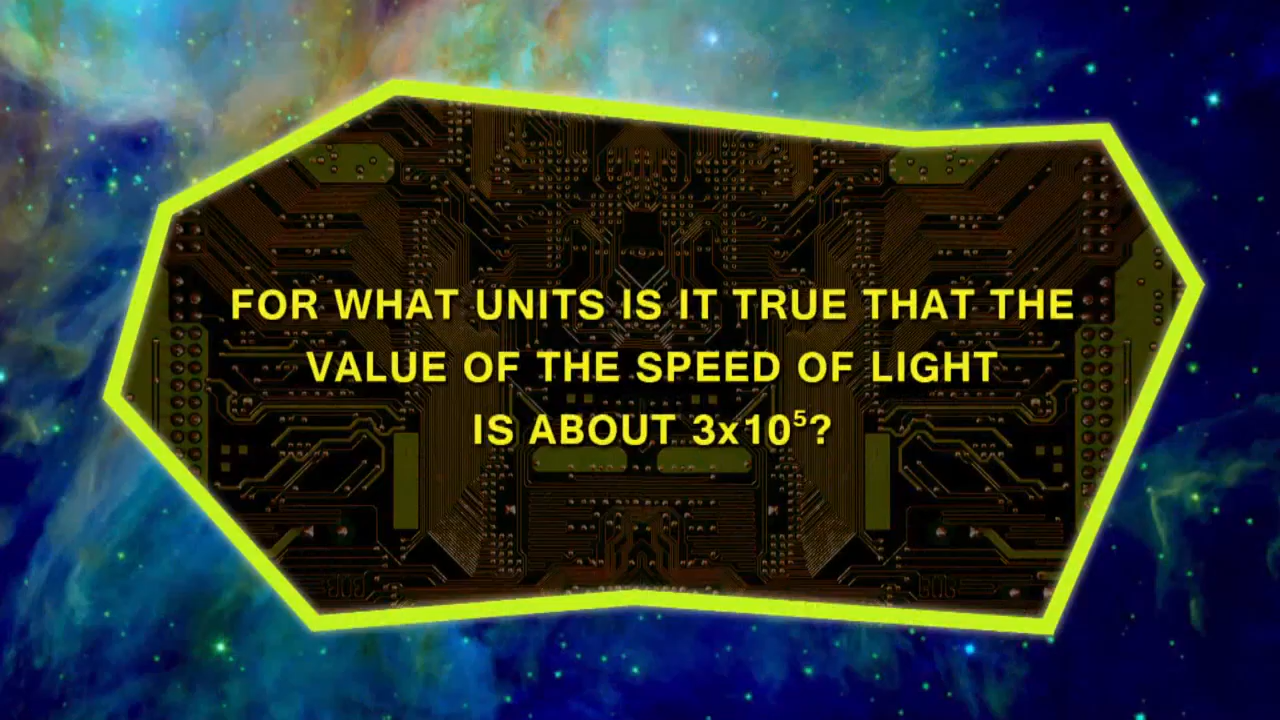 FOR WHAT UNITS IS IT TRUE THAT THE
VALUE OF THE SPEED OF LIGHT
IS ABOUT 3x10⁵?